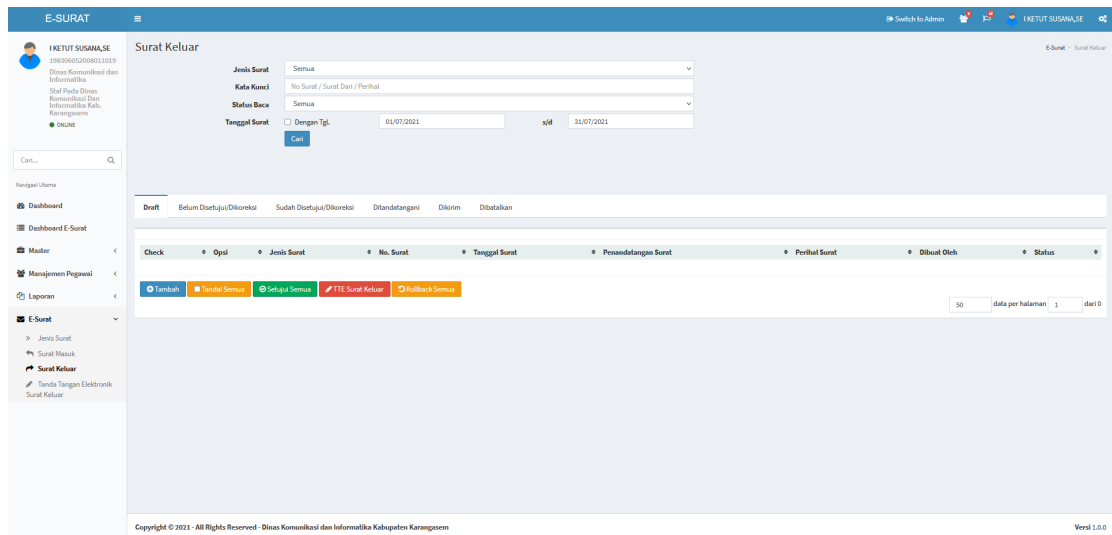 E-SURAT
Switch to Admin
I KETUT SUSANA,SE
I KETUT SUSANA,SE
198306052008011019
Dinas Komunikasi dan
Informatika
Staf Pada Dinas
Komunikasi Dan
Informatika Kab.
Karangasem
ONLINE
Cari...
Navigasi Utama
Dashboard
Dashboard E-Surat
Master
Manajemen Pegawai
Laporan
E-Surat
Jenis Surat
Surat Masuk
Surat Keluar
Tanda Tangan Elektronik
Surat Keluar
Surat Keluar
E-Surat > Surat Keluar
Jenis Surat Semua
Kata Kunci No Surat / Surat Dari / Perihal
Status Baca Semua
Tanggal Surat Dengan Tgl. 01/07/2021 s/d 31/07/2021
Cari
Draft Belum Disetujui/Dikoreksi Sudah Disetujui/Dikoreksi Ditandatangani Dikirim Dibatalkan
Check Opsi Jenis Surat No. Surat Tanggal Surat Penandatangan Surat Perihal Surat Dibuat Oleh Status
Tambah Tandai Semua Setujui Semua TTE Surat Keluar Rollback Semua
50 data per halaman 1 dari 0
Copyright © 2021 - All Rights Reserved - Dinas Komunikasi dan Informatika Kabupaten Karangasem
Versi 1.0.0